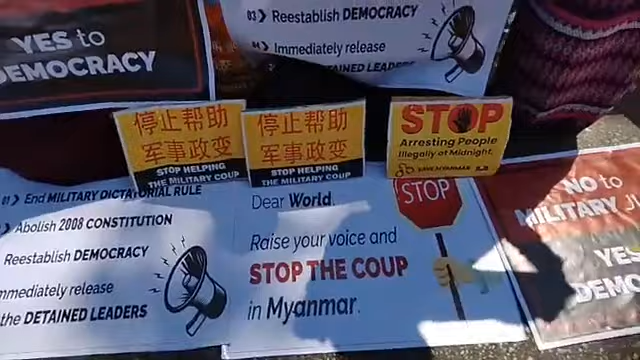 YES to
DEMOCRACY
03 Reestablish DEMOCRACY
04 Immediately release
DETAINED LEADERS
停止帮助
军事政变
STOP HELPING
THE MILITARY COUP
停止帮助
军事政变
STOP HELPING
THE MILITARY COUP
STOP
Arresting People
Illegally at Midnight.
01 End MILITARY DICTATORIAL RULE
Abolish 2008 CONSTITUTION
Reestablish DEMOCRACY
Immediately release
the DETAINED LEADERS
Dear World,
Raise your voice and
STOP THE COUP
in Myanmar.
STOP
NO to
MILITARY
YES
DEMO